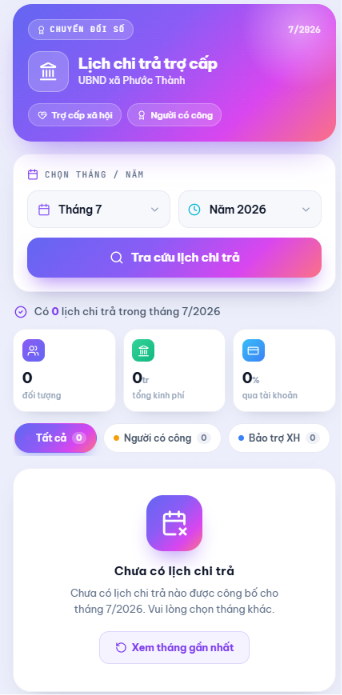 CHUYỂN ĐỔI SỐ
7/2026
Lịch chi trả trợ cấp
UBND xã Phước Thành
Trợ cấp xã hội
Người có công
CHỌN THÁNG / NĂM
Tháng 7
Năm 2026
Tra cứu lịch chi trả
Có 0 lịch chi trả trong tháng 7/2026
0
đối tượng
0tr
tổng kinh phí
0%
qua tài khoản
Tất cả 0
Người có công 0
Bảo trợ XH 0
Chưa có lịch chi trả
Chưa có lịch chi trả nào được công bố cho
tháng 7/2026. Vui lòng chọn tháng khác.
Xem tháng gần nhất